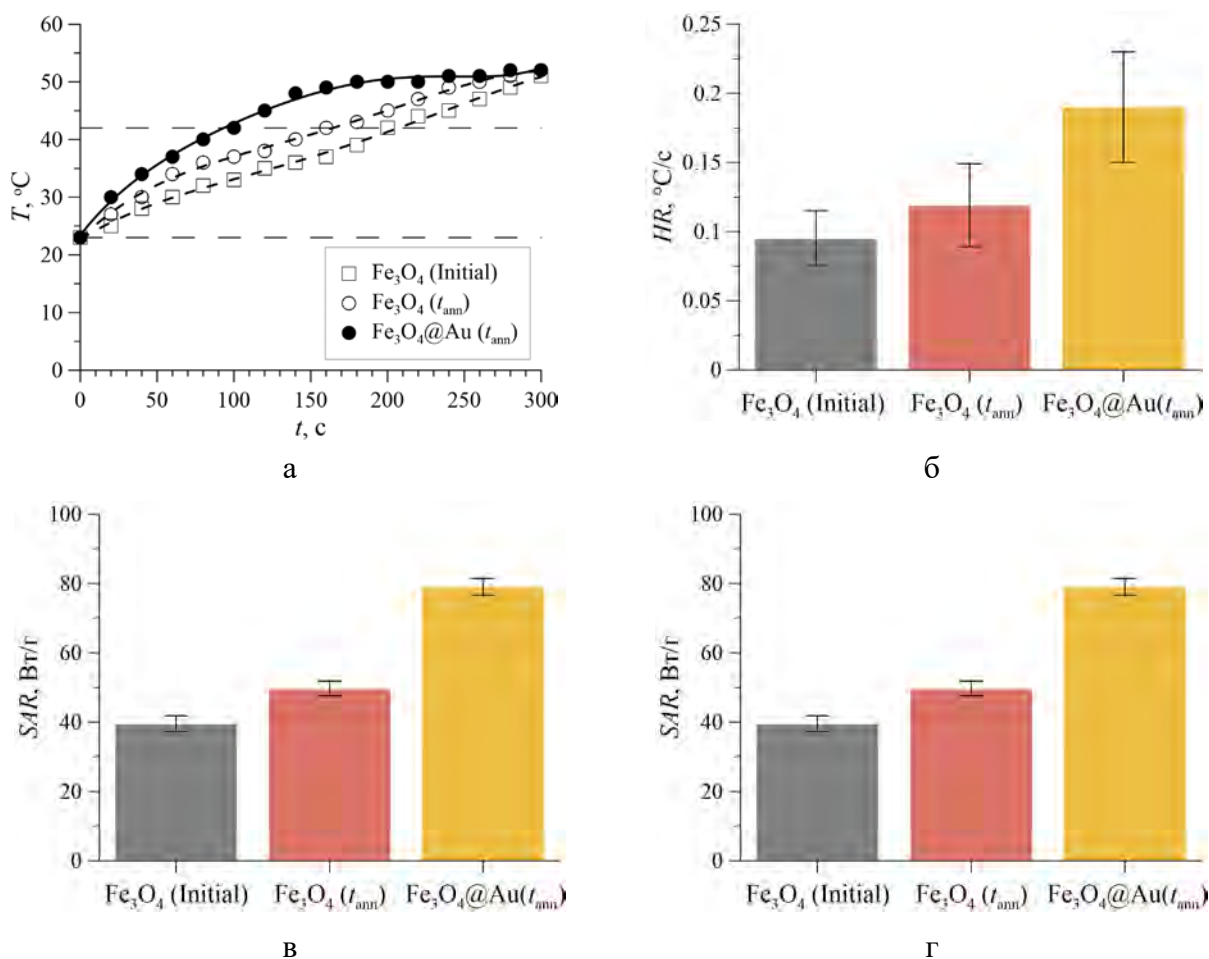 60
50
40
30
20
10
0
T, °C
0
50
100
150
200
250
300
t, c
Fe₃O₄ (Initial)
Fe₃O₄ (tₐₙₙ)
Fe₃O₄@Au (tₐₙₙ)
а
0.25
0.2
0.15
0.1
0.05
0
HR, °C/c
Fe₃O₄ (Initial)
Fe₃O₄ (tₐₙₙ)
Fe₃O₄@Au(tₐₙₙ)
б
100
80
60
40
20
0
SAR, Вт/г
Fe₃O₄ (Initial)
Fe₃O₄ (tₐₙₙ)
Fe₃O₄@Au(tₐₙₙ)
в
100
80
60
40
20
0
SAR, Вт/г
Fe₃O₄ (Initial)
Fe₃O₄ (tₐₙₙ)
Fe₃O₄@Au(tₐₙₙ)
г